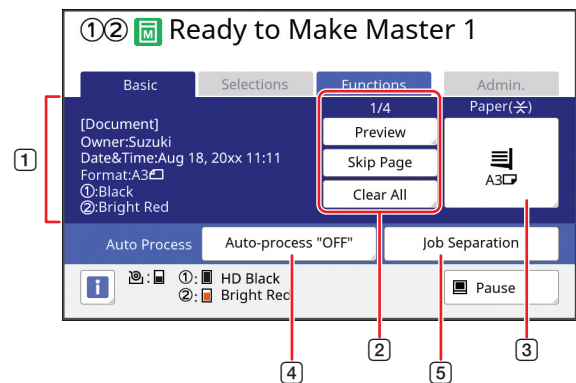 ①② M Ready to Make Master 1
Basic
Selections
Functions
Admin.
1/4
Paper(⚹)
[Document]
Owner:Suzuki
Date&Time:Aug 18, 20xx 11:11
Format:A3
①:Black
②:Bright Red
Preview
Skip Page
Clear All
A3
Auto Process
Auto-process "OFF"
Job Separation
i
①: HD Black
②: Bright Red
Pause
1
2
3
4
5